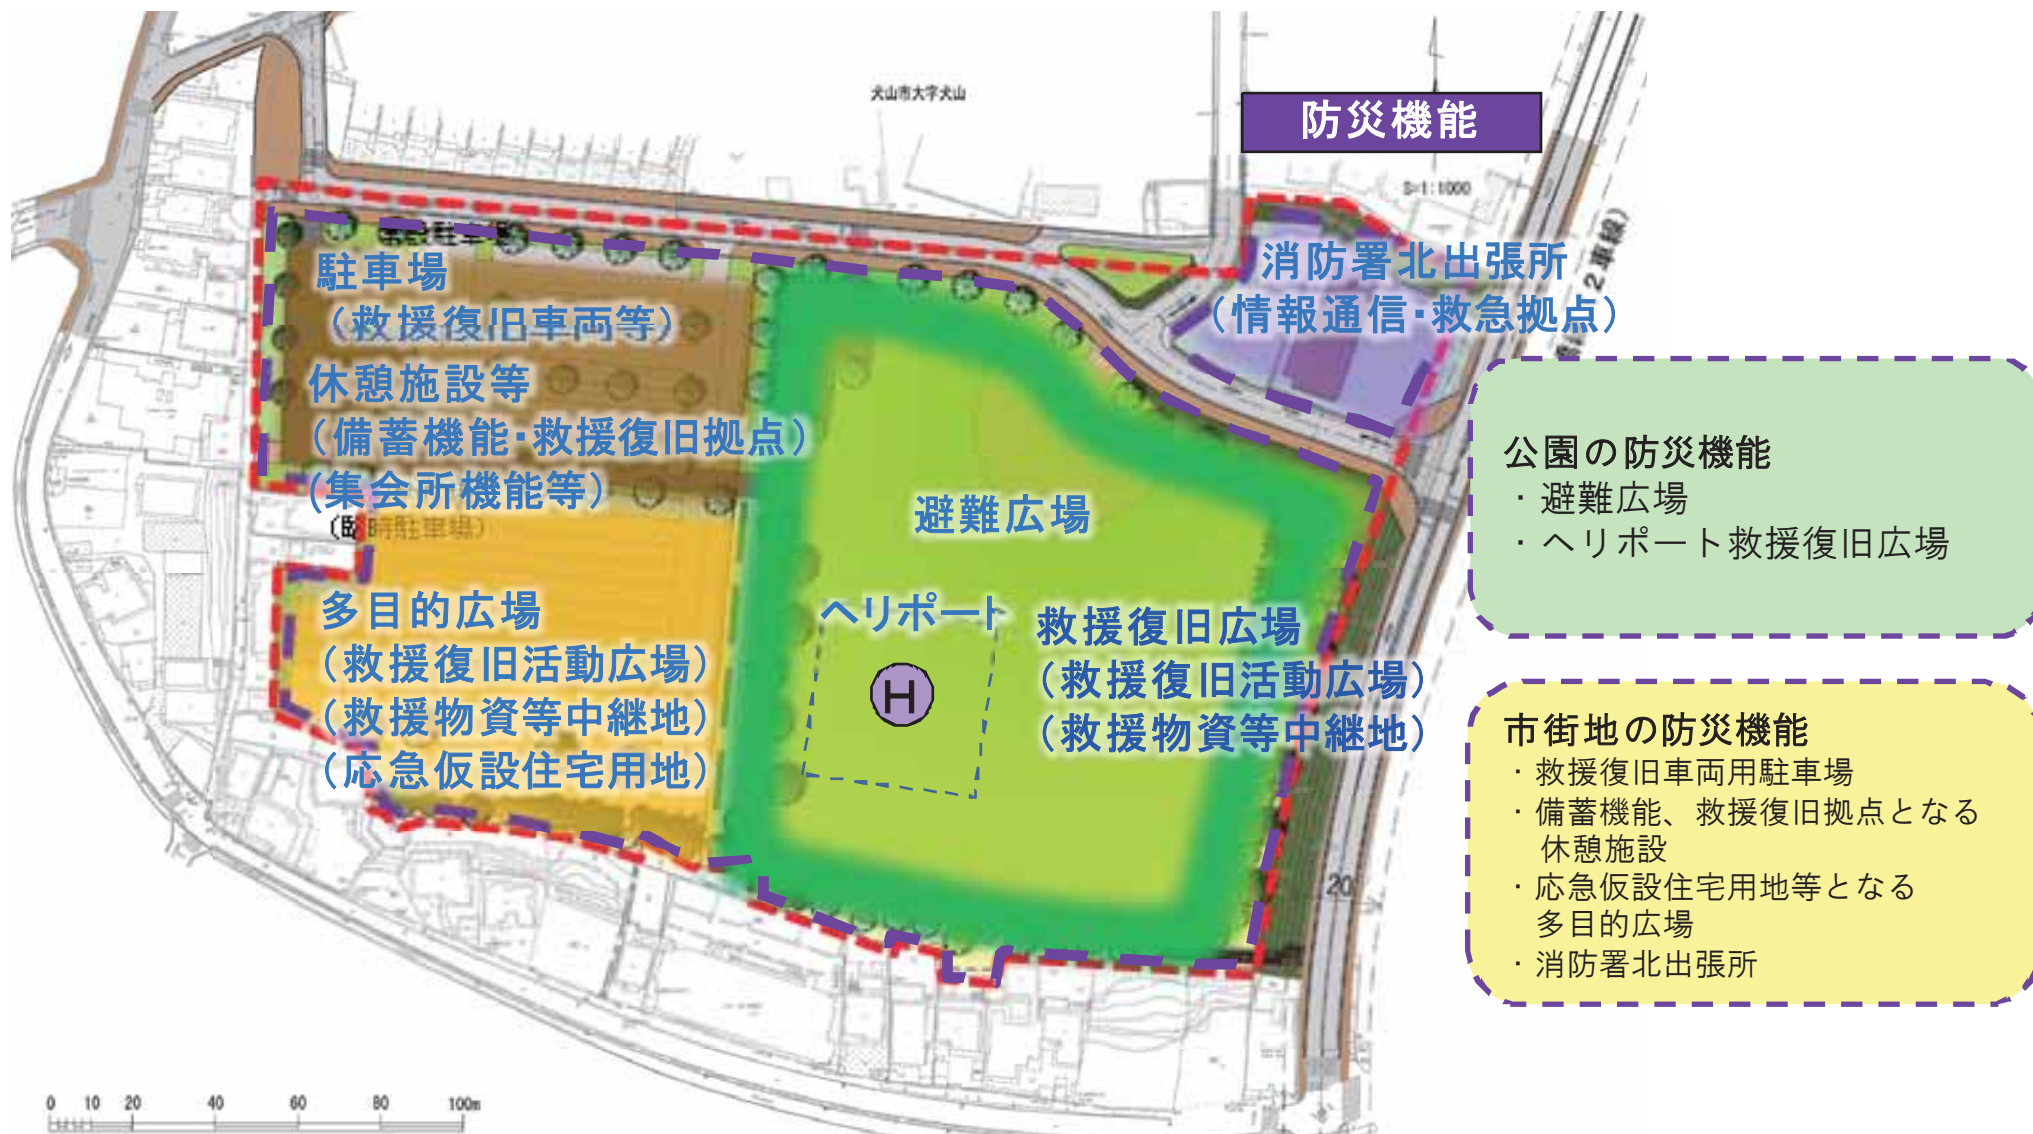 犬山市大字犬山
防災機能
S=1:1000
2車線）
消防署北出張所
（情報通信・救急拠点）
駐車場
（救援復旧車両等）
休憩施設等
（備蓄機能・救援復旧拠点）
（集会所機能等）
（臨時駐車場）
避難広場
多目的広場
（救援復旧活動広場）
（救援物資等中継地）
（応急仮設住宅用地）
ヘリポート
H
救援復旧広場
（救援復旧活動広場）
（救援物資等中継地）
公園の防災機能
・避難広場
・ヘリポート救援復旧広場
市街地の防災機能
・救援復旧車両用駐車場
・備蓄機能、救援復旧拠点となる
休憩施設
・応急仮設住宅用地等となる
多目的広場
・消防署北出張所
20
0 10 20 40 60 80 100m